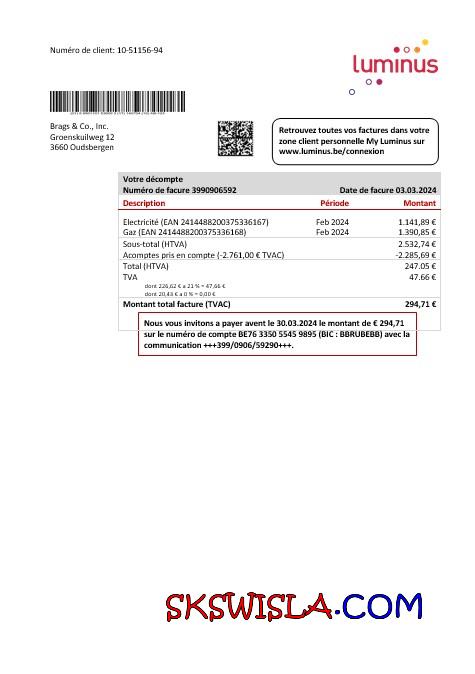 Numéro de client: 10-51156-94
luminus
Brags & Co., Inc.
Groenskuilweg 12
3660 Oudsbergen
Retrouvez toutes vos factures dans votre
zone client personnelle My Luminus sur
www.luminus.be/connexion
Votre décompte
Numéro de facure 3990906592 Date de facure 03.03.2024
Description Période Montant
Electricité (EAN 2414488200375336167) Feb 2024 1.141,89 €
Gaz (EAN 2414488200375336168) Feb 2024 1.390,85 €
Sous-total (HTVA) 2.532,74 €
Acomptes pris en compte (-2.761,00 € TVAC) -2.285,69 €
Total (HTVA) 247.05 €
TVA 47.66 €
dont 226,62 € a 21 % = 47,66 €
dont 20,43 € a 0 % = 0,00 €
Montant total facture (TVAC) 294,71 €
Nous vous invitons a payer avent le 30.03.2024 le montant de € 294,71
sur le numéro de compte BE76 3350 5545 9895 (BIC : BBRUBEBB) avec la
communication +++399/0906/59290+++.
SKSWISLA.COM